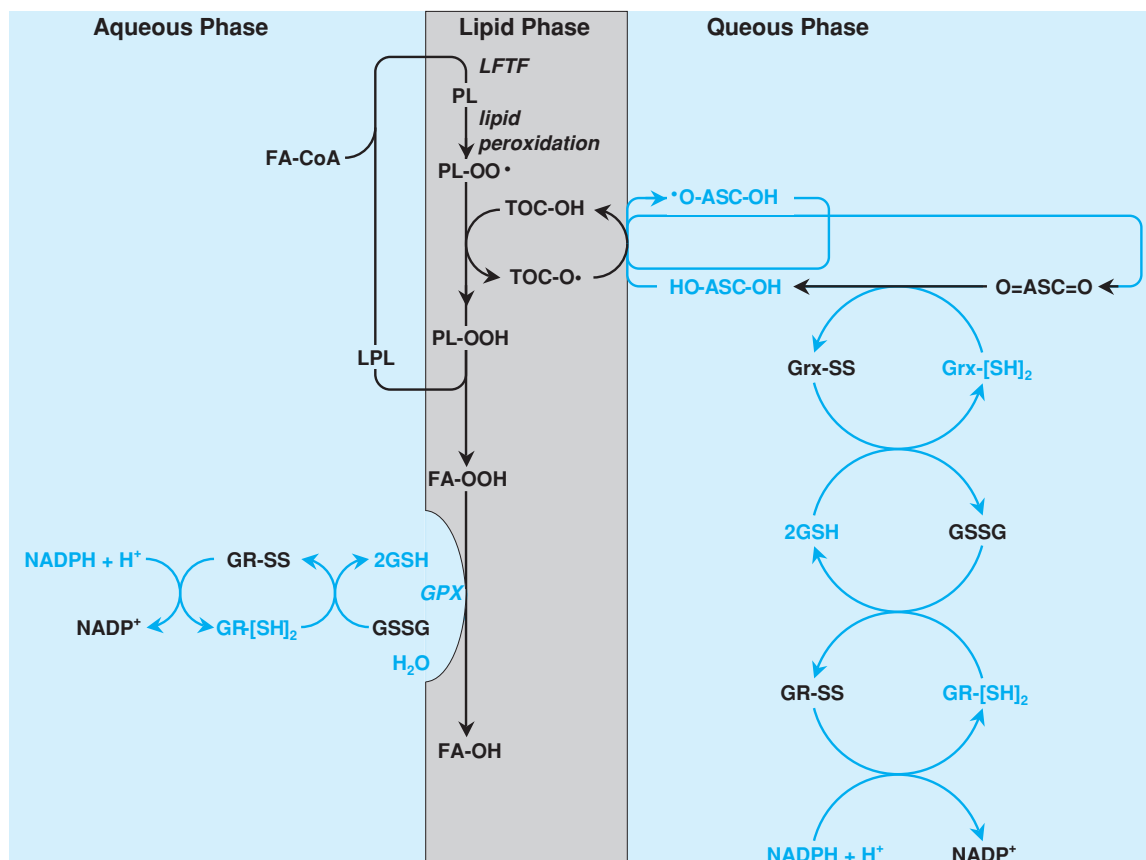 Aqueous Phase
Lipid Phase
Queous Phase
LFTF
PL
lipid
peroxidation
FA-CoA
PL-OO •
TOC-OH
•O-ASC-OH
TOC-O•
HO-ASC-OH
O=ASC=O
PL-OOH
LPL
Grx-SS
Grx-[SH]₂
FA-OOH
2GSH
GSSG
NADPH + H⁺
GR-SS
2GSH
GPX
NADP⁺
GR-[SH]₂
GSSG
H₂O
GR-SS
GR-[SH]₂
FA-OH
NADPH + H⁺
NADP⁺